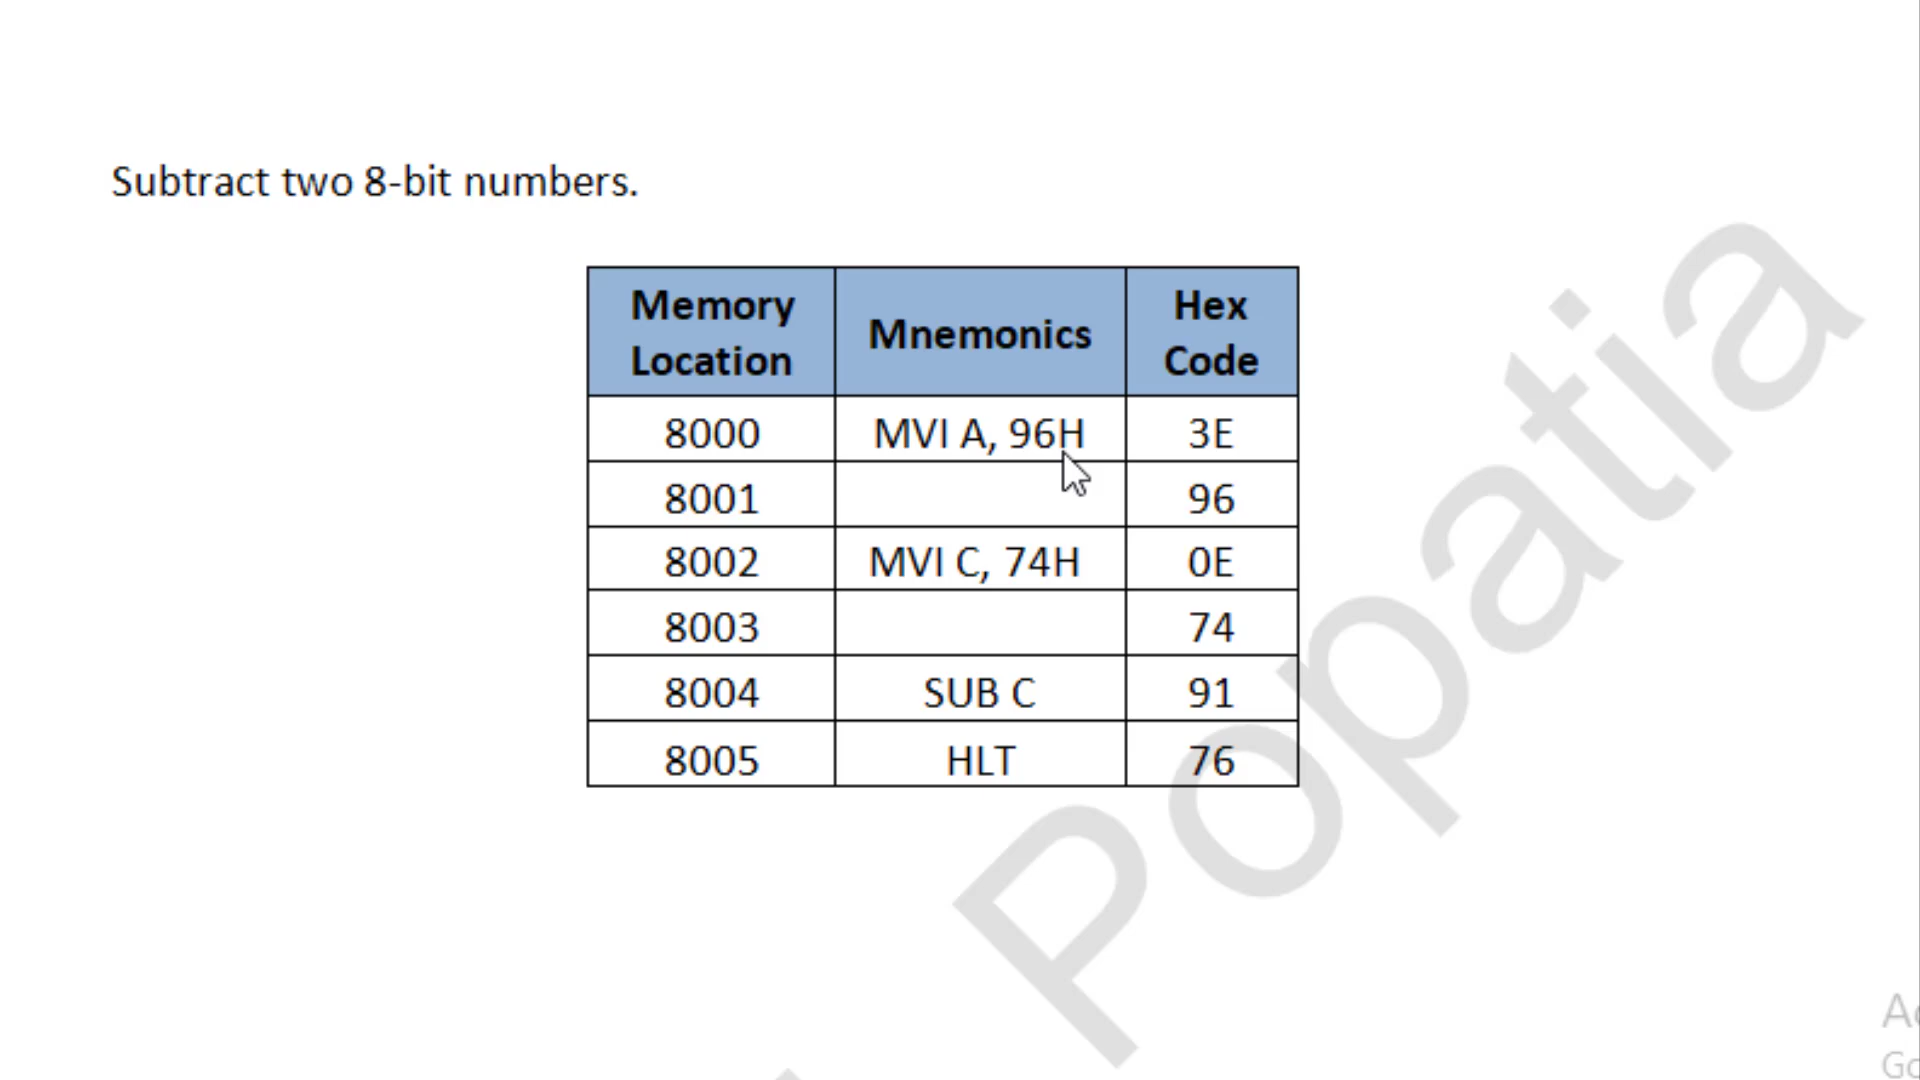 Subtract two 8-bit numbers.
Memory Location Mnemonics Hex Code
8000 MVI A, 96H 3E
8001 96
8002 MVI C, 74H 0E
8003 74
8004 SUB C 91
8005 HLT 76
Popatia